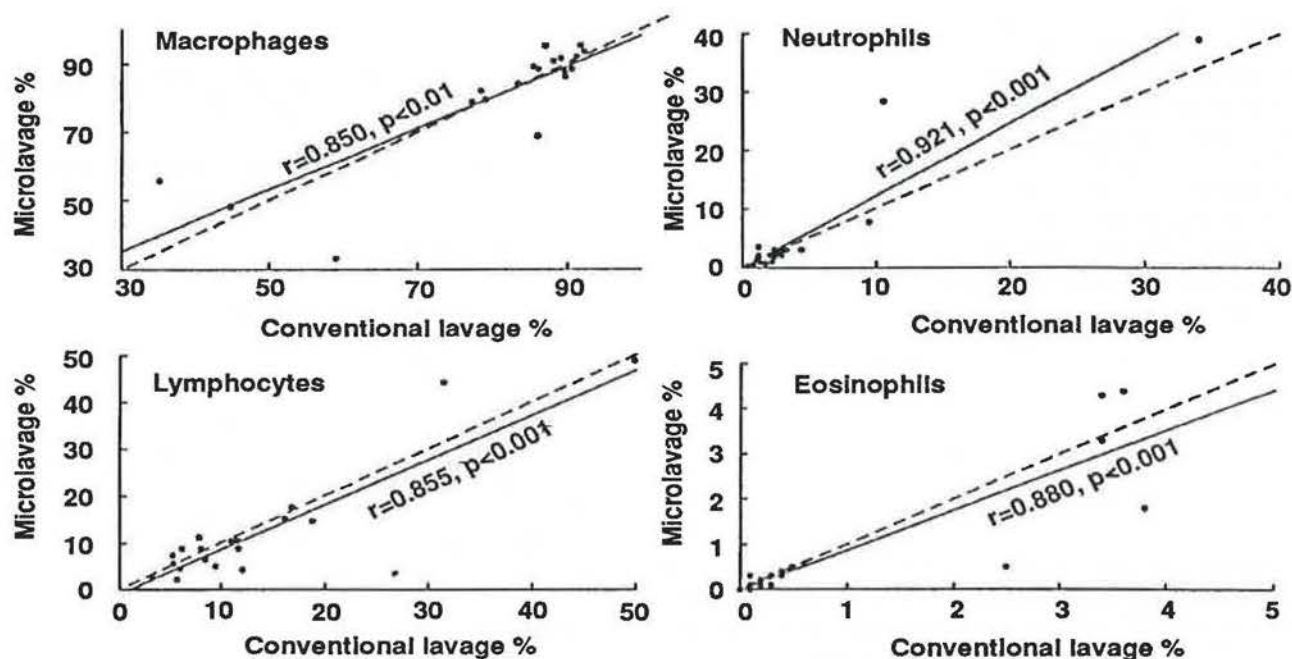 Macrophages
Microlavage %
90
70
50
30
r=0.850, p<0.01
30 50 70 90
Conventional lavage %
Neutrophils
Microlavage %
40
30
20
10
0
r=0.921, p<0.001
0 10 20 30 40
Conventional lavage %
Lymphocytes
Microlavage %
50
40
30
20
10
0
r=0.855, p<0.001
0 10 20 30 40 50
Conventional lavage %
Eosinophils
Microlavage %
5
4
3
2
1
0
r=0.880, p<0.001
0 1 2 3 4 5
Conventional lavage %